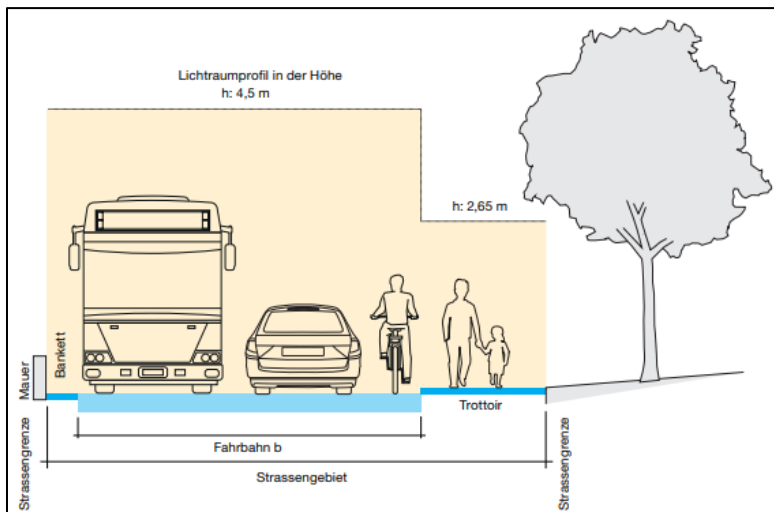 Lichtraumprofil in der Höhe
h: 4,5 m
h: 2,65 m
Mauer
Bankett
Trottoir
Fahrbahn b
Strassengebiet
Strassengrenze
Strassengrenze